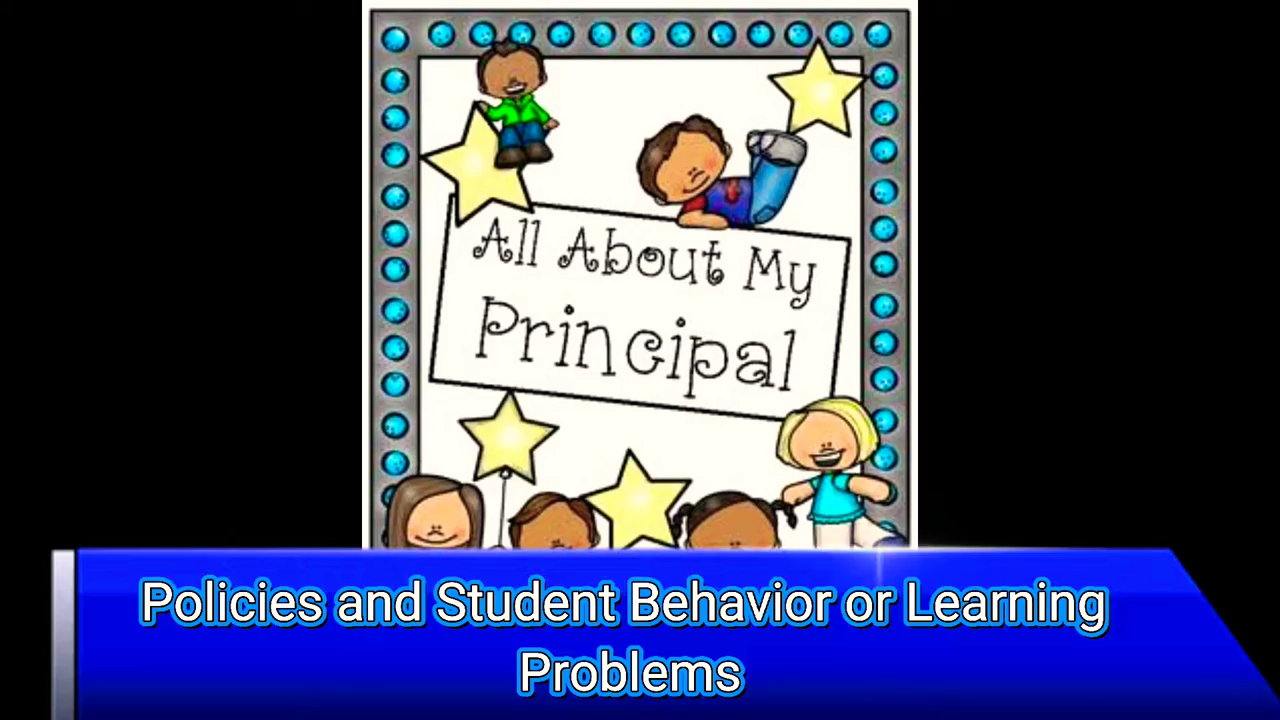 All About My
Principal
Policies and Student Behavior or Learning
Problems